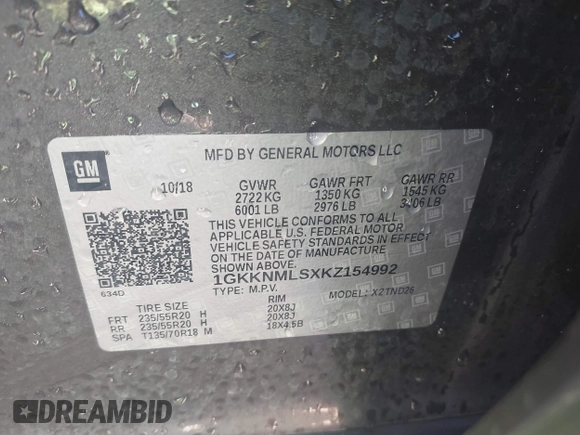 GM
MFD BY GENERAL MOTORS LLC
10/18 GVWR GAWR FRT GAWR RR
2722 KG 1350 KG 1545 KG
6001 LB 2976 LB 3406 LB
THIS VEHICLE CONFORMS TO ALL
APPLICABLE U.S. FEDERAL MOTOR
VEHICLE SAFETY STANDARDS IN EFFECT
ON THE DATE OF MANUFACTURE
SHOWN ABOVE.
1GKKNMLSXKZ154992
634D TYPE: M.P.V. MODEL: X2TND26
TIRE SIZE RIM
FRT 235/55R20 H 20X8J
RR 235/55R20 H 20X8J
SPA T135/70R18 M 18X4.5B
DREAMBID